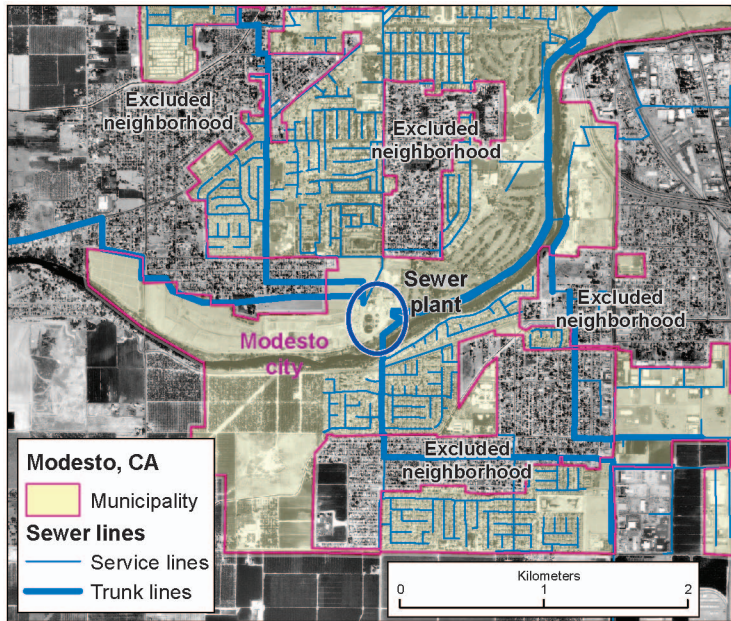 Excluded
neighborhood
Excluded
neighborhood
Sewer
plant
Excluded
neighborhood
Modesto
city
Excluded
neighborhood
Modesto, CA
Municipality
Sewer lines
Service lines
Trunk lines
Kilometers
0 1 2